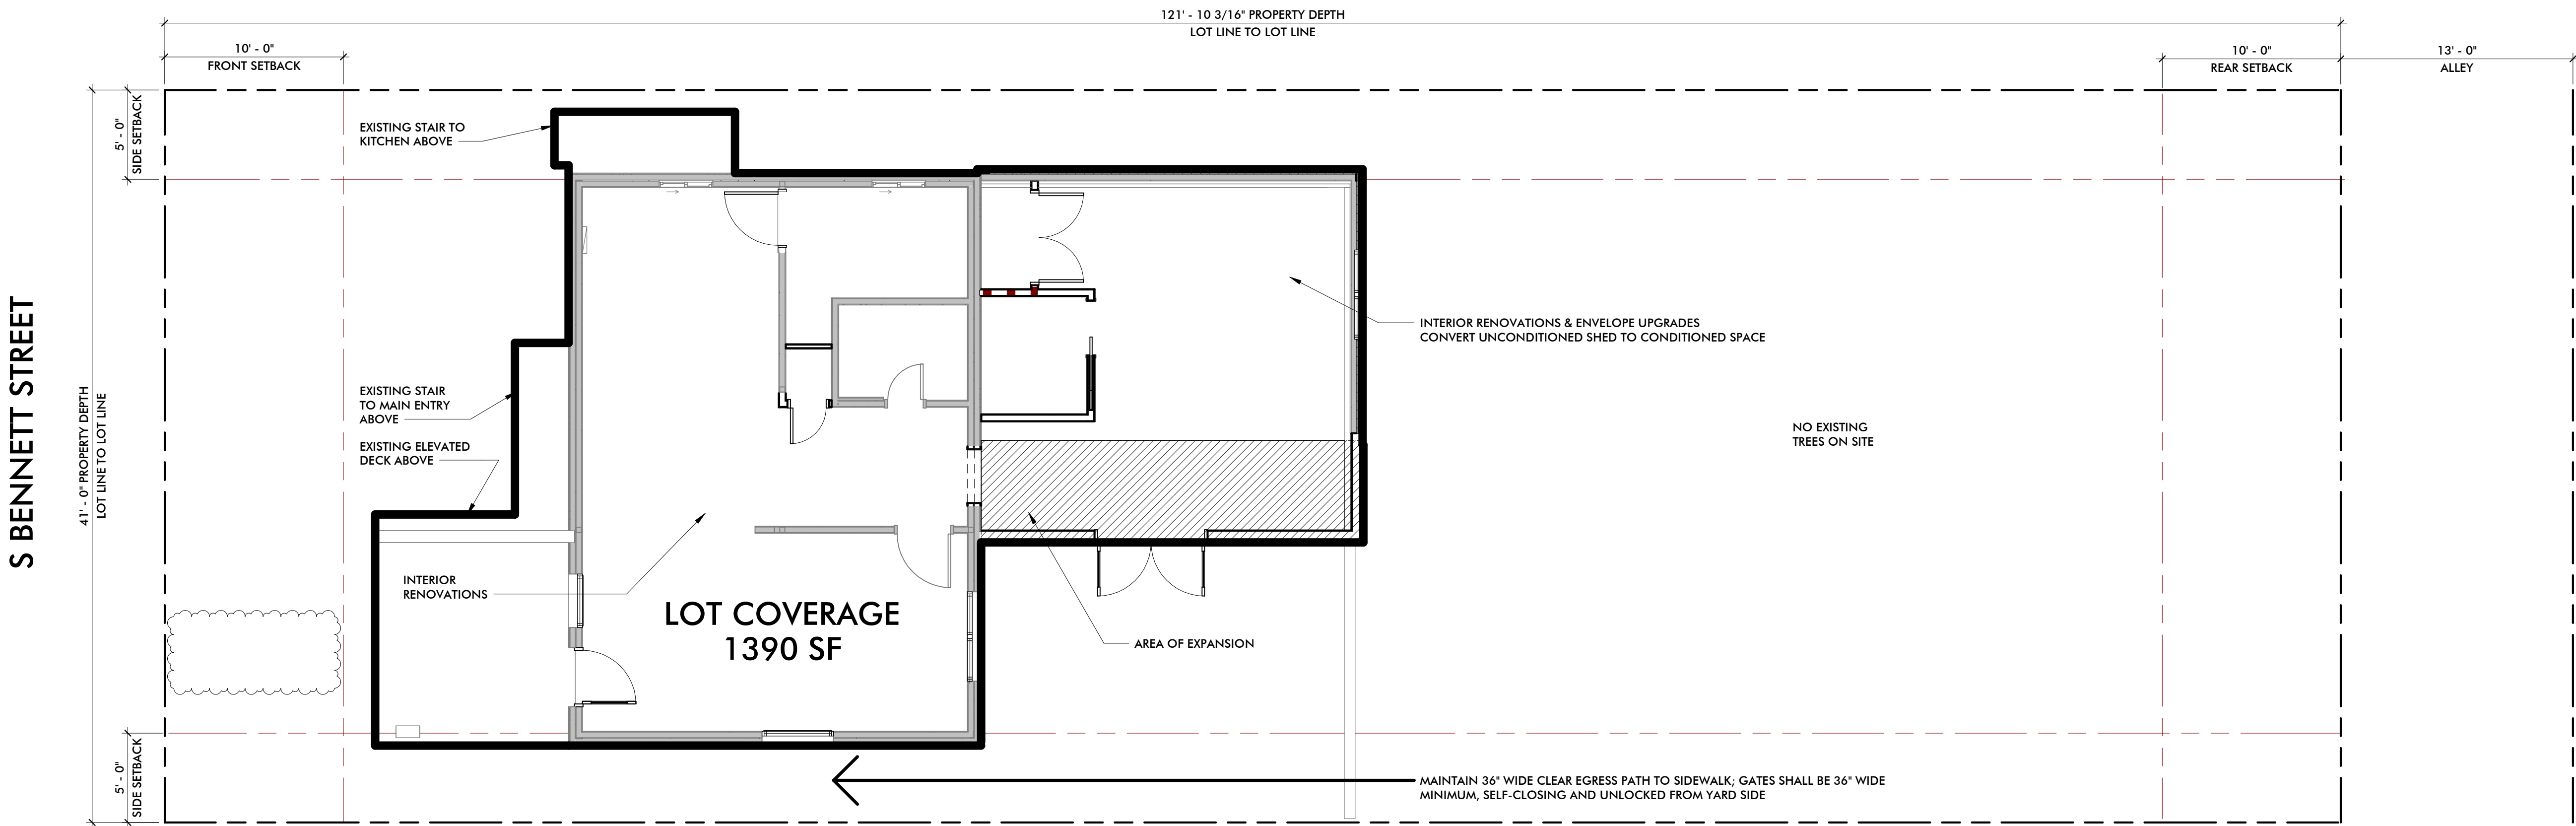 121' - 10 3/16" PROPERTY DEPTH
LOT LINE TO LOT LINE
10' - 0"
FRONT SETBACK
10' - 0"
REAR SETBACK
13' - 0"
ALLEY
5' - 0"
SIDE SETBACK
EXISTING STAIR TO
KITCHEN ABOVE
S BENNETT STREET
41' - 0" PROPERTY DEPTH
LOT LINE TO LOT LINE
INTERIOR RENOVATIONS & ENVELOPE UPGRADES
CONVERT UNCONDITIONED SHED TO CONDITIONED SPACE
EXISTING STAIR
TO MAIN ENTRY
ABOVE
EXISTING ELEVATED
DECK ABOVE
NO EXISTING
TREES ON SITE
INTERIOR
RENOVATIONS
LOT COVERAGE
1390 SF
AREA OF EXPANSION
5' - 0"
SIDE SETBACK
MAINTAIN 36" WIDE CLEAR EGRESS PATH TO SIDEWALK; GATES SHALL BE 36" WIDE
MINIMUM, SELF-CLOSING AND UNLOCKED FROM YARD SIDE